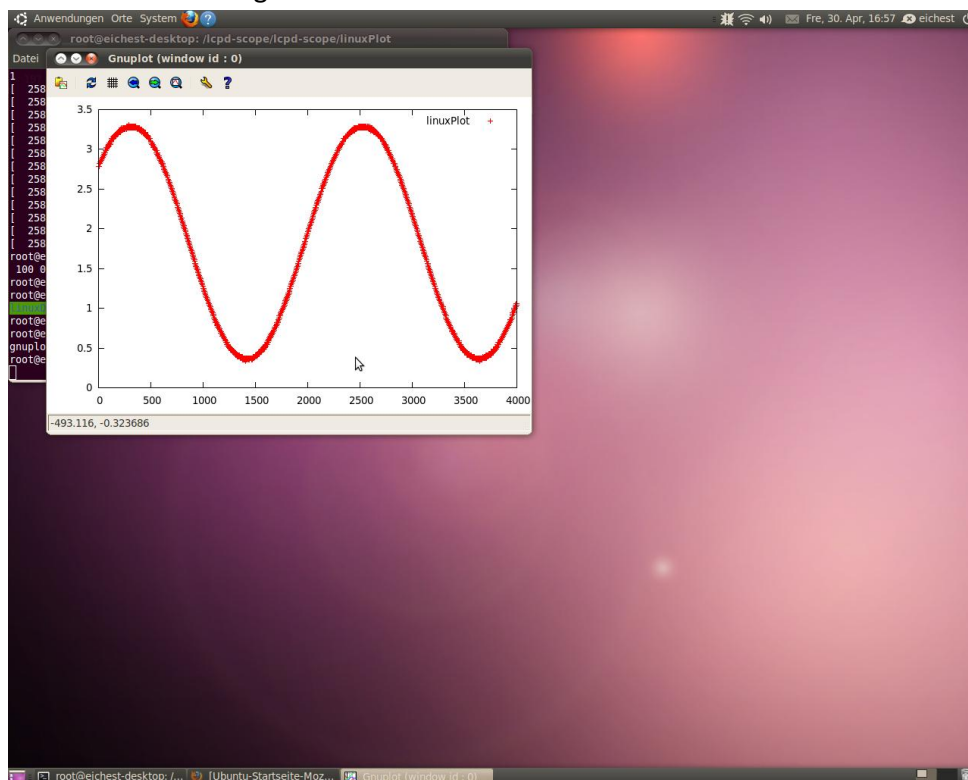 Anwendungen Orte System ? Fre, 30. Apr, 16:57 eichest
root@eichest-desktop: /lcpd-scope/lcpd-scope/linuxPlot
Datei
Gnuplot (window id : 0)
1
[ 258
[ 258
[ 258
[ 258
[ 258
[ 258
[ 258
[ 258
[ 258
[ 258
[ 258
[ 258
[ 258
root@e
100 0
root@e
root@e
root@e
root@e
gnuplo
root@e
?
linuxPlot
3.5
3
2.5
2
1.5
1
0.5
0
0 500 1000 1500 2000 2500 3000 3500 4000
-493.116, -0.323686
root@eichest-desktop: /... [Ubuntu-Startseite-Moz... Gnuplot (window id : 0)